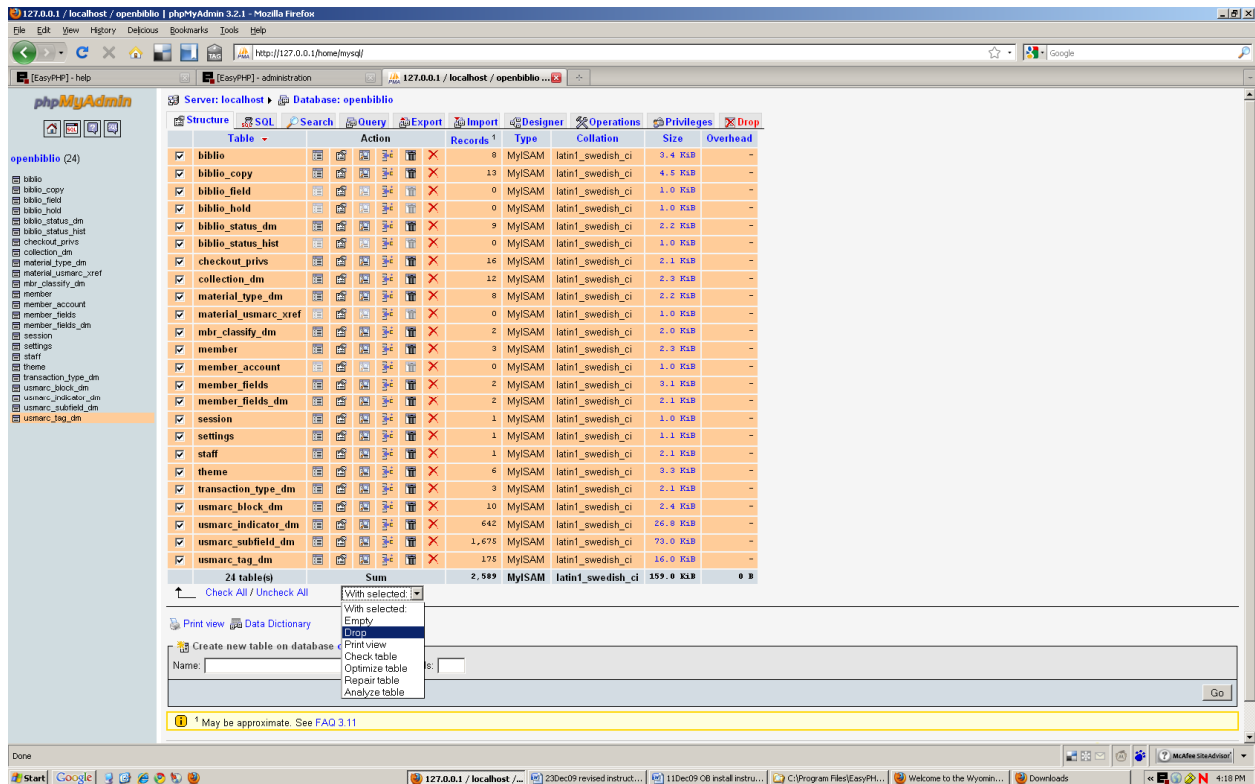 127.0.0.1 / localhost / openbiblio | phpMyAdmin 3.2.1 - Mozilla Firefox
File Edit View History Delicious Bookmarks Tools Help
TAG http://127.0.0.1/home/mysql/ Google
[EasyPHP] - help [EasyPHP] - administration 127.0.0.1 / localhost / openbiblio ...
phpMyAdmin
openbiblio (24)
biblio
biblio_copy
biblio_field
biblio_hold
biblio_status_dm
biblio_status_hist
checkout_privs
collection_dm
material_type_dm
material_usmarc_xref
mbr_classify_dm
member
member_account
member_fields
member_fields_dm
session
settings
staff
theme
transaction_type_dm
usmarc_block_dm
usmarc_indicator_dm
usmarc_subfield_dm
usmarc_tag_dm
Server: localhost Database: openbiblio
Structure SQL Search Query Export Import Designer Operations Privileges Drop
Table Action Records 1 Type Collation Size Overhead
biblio 8 MyISAM latin1_swedish_ci 3.4 KiB -
biblio_copy 13 MyISAM latin1_swedish_ci 4.5 KiB -
biblio_field 0 MyISAM latin1_swedish_ci 1.0 KiB -
biblio_hold 0 MyISAM latin1_swedish_ci 1.0 KiB -
biblio_status_dm 9 MyISAM latin1_swedish_ci 2.2 KiB -
biblio_status_hist 0 MyISAM latin1_swedish_ci 1.0 KiB -
checkout_privs 16 MyISAM latin1_swedish_ci 2.1 KiB -
collection_dm 12 MyISAM latin1_swedish_ci 2.3 KiB -
material_type_dm 8 MyISAM latin1_swedish_ci 2.2 KiB -
material_usmarc_xref 0 MyISAM latin1_swedish_ci 1.0 KiB -
mbr_classify_dm 2 MyISAM latin1_swedish_ci 2.0 KiB -
member 3 MyISAM latin1_swedish_ci 2.3 KiB -
member_account 0 MyISAM latin1_swedish_ci 1.0 KiB -
member_fields 2 MyISAM latin1_swedish_ci 3.1 KiB -
member_fields_dm 2 MyISAM latin1_swedish_ci 2.1 KiB -
session 1 MyISAM latin1_swedish_ci 1.0 KiB -
settings 1 MyISAM latin1_swedish_ci 1.1 KiB -
staff 1 MyISAM latin1_swedish_ci 2.1 KiB -
theme 6 MyISAM latin1_swedish_ci 3.3 KiB -
transaction_type_dm 3 MyISAM latin1_swedish_ci 2.1 KiB -
usmarc_block_dm 10 MyISAM latin1_swedish_ci 2.4 KiB -
usmarc_indicator_dm 642 MyISAM latin1_swedish_ci 26.8 KiB -
usmarc_subfield_dm 1,675 MyISAM latin1_swedish_ci 73.0 KiB -
usmarc_tag_dm 175 MyISAM latin1_swedish_ci 16.0 KiB -
24 table(s) Sum 2,589 MyISAM latin1_swedish_ci 159.0 KiB 0 B
Check All / Uncheck All With selected:
With selected:
Empty
Drop
Print view
Check table
Optimize table
Repair table
Analyze table
Print view Data Dictionary
Create new table on database
Name:
Go
1 May be approximate. See FAQ 3.11
Done McAfee SiteAdvisor
Start Google 127.0.0.1 / localhost /... 23Dec09 revised instruct... 11Dec09 OB install instru... C:\Program Files\EasyPH... Welcome to the Wyomin... Downloads 4:18 PM